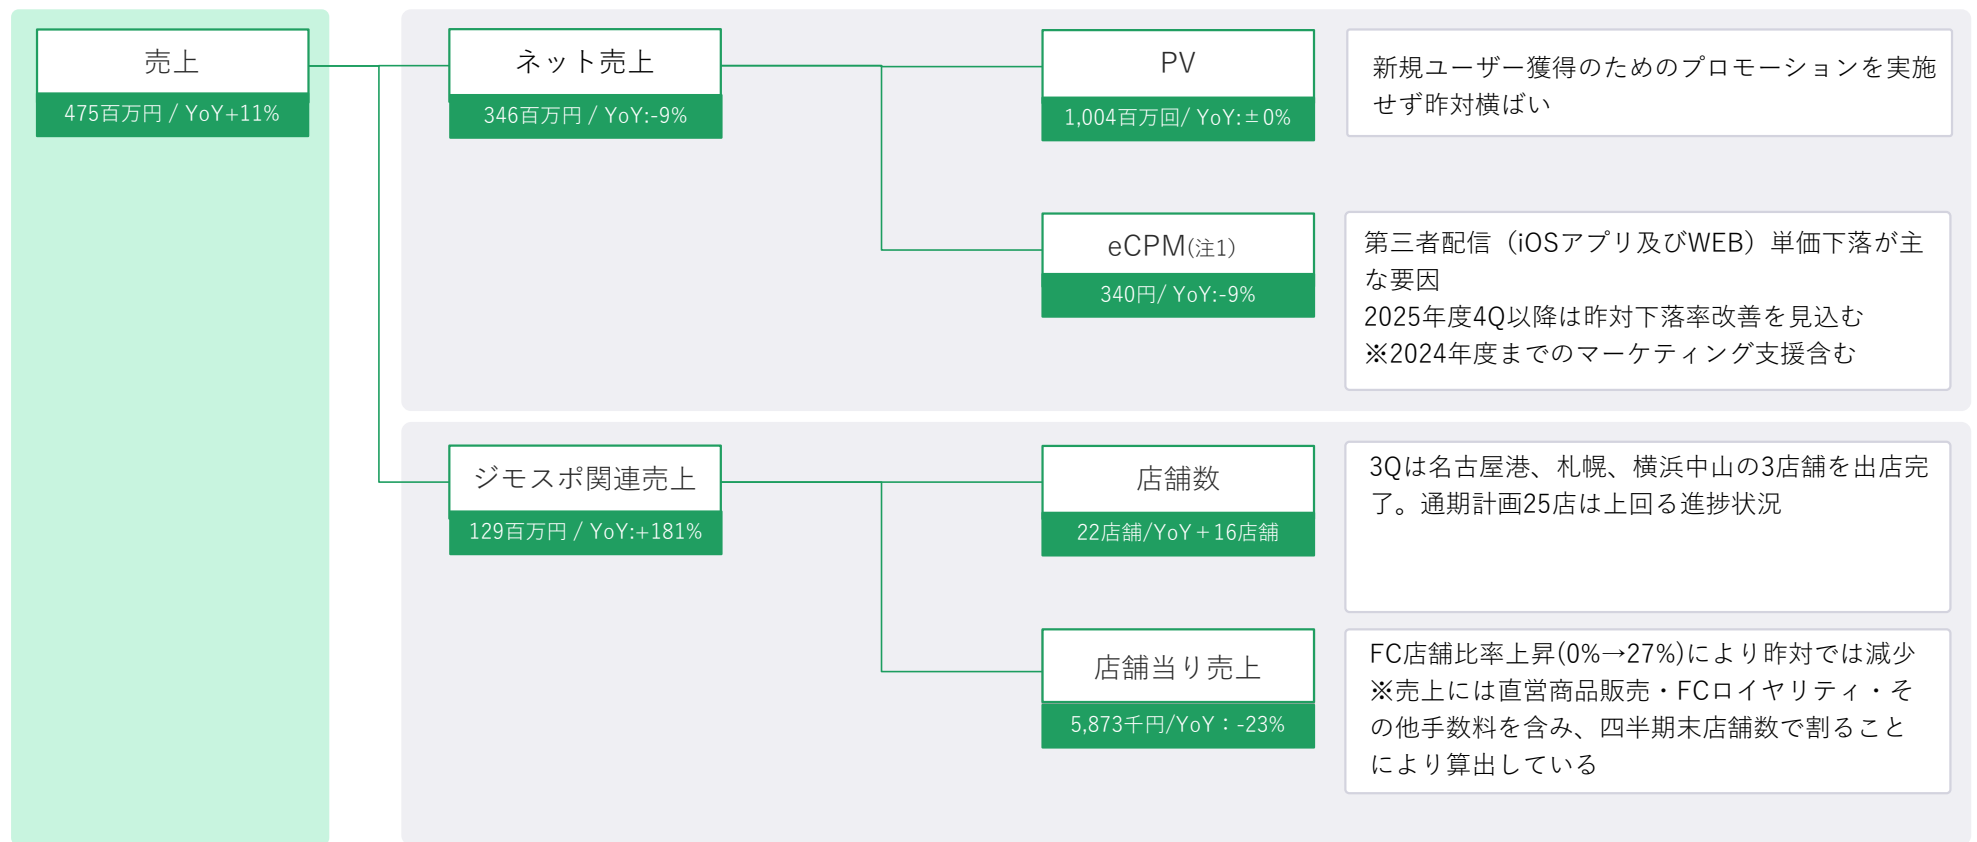 売上
475百万円 / YoY+11%
ネット売上
346百万円 / YoY:-9%
PV
1,004百万回/ YoY:±0%
新規ユーザー獲得のためのプロモーションを実施
せず昨対横ばい
eCPM(注1)
340円/ YoY:-9%
第三者配信（iOSアプリ及びWEB）単価下落が主
な要因
2025年度4Q以降は昨対下落率改善を見込む
※2024年度までのマーケティング支援含む
ジモスポ関連売上
129百万円 / YoY:+181%
店舗数
22店舗/YoY＋16店舗
3Qは名古屋港、札幌、横浜中山の3店舗を出店完
了。通期計画25店は上回る進捗状況
店舗当り売上
5,873千円/YoY：-23%
FC店舗比率上昇(0%→27%)により昨対では減少
※売上には直営商品販売・FCロイヤリティ・そ
の他手数料を含み、四半期末店舗数で割ること
により算出している